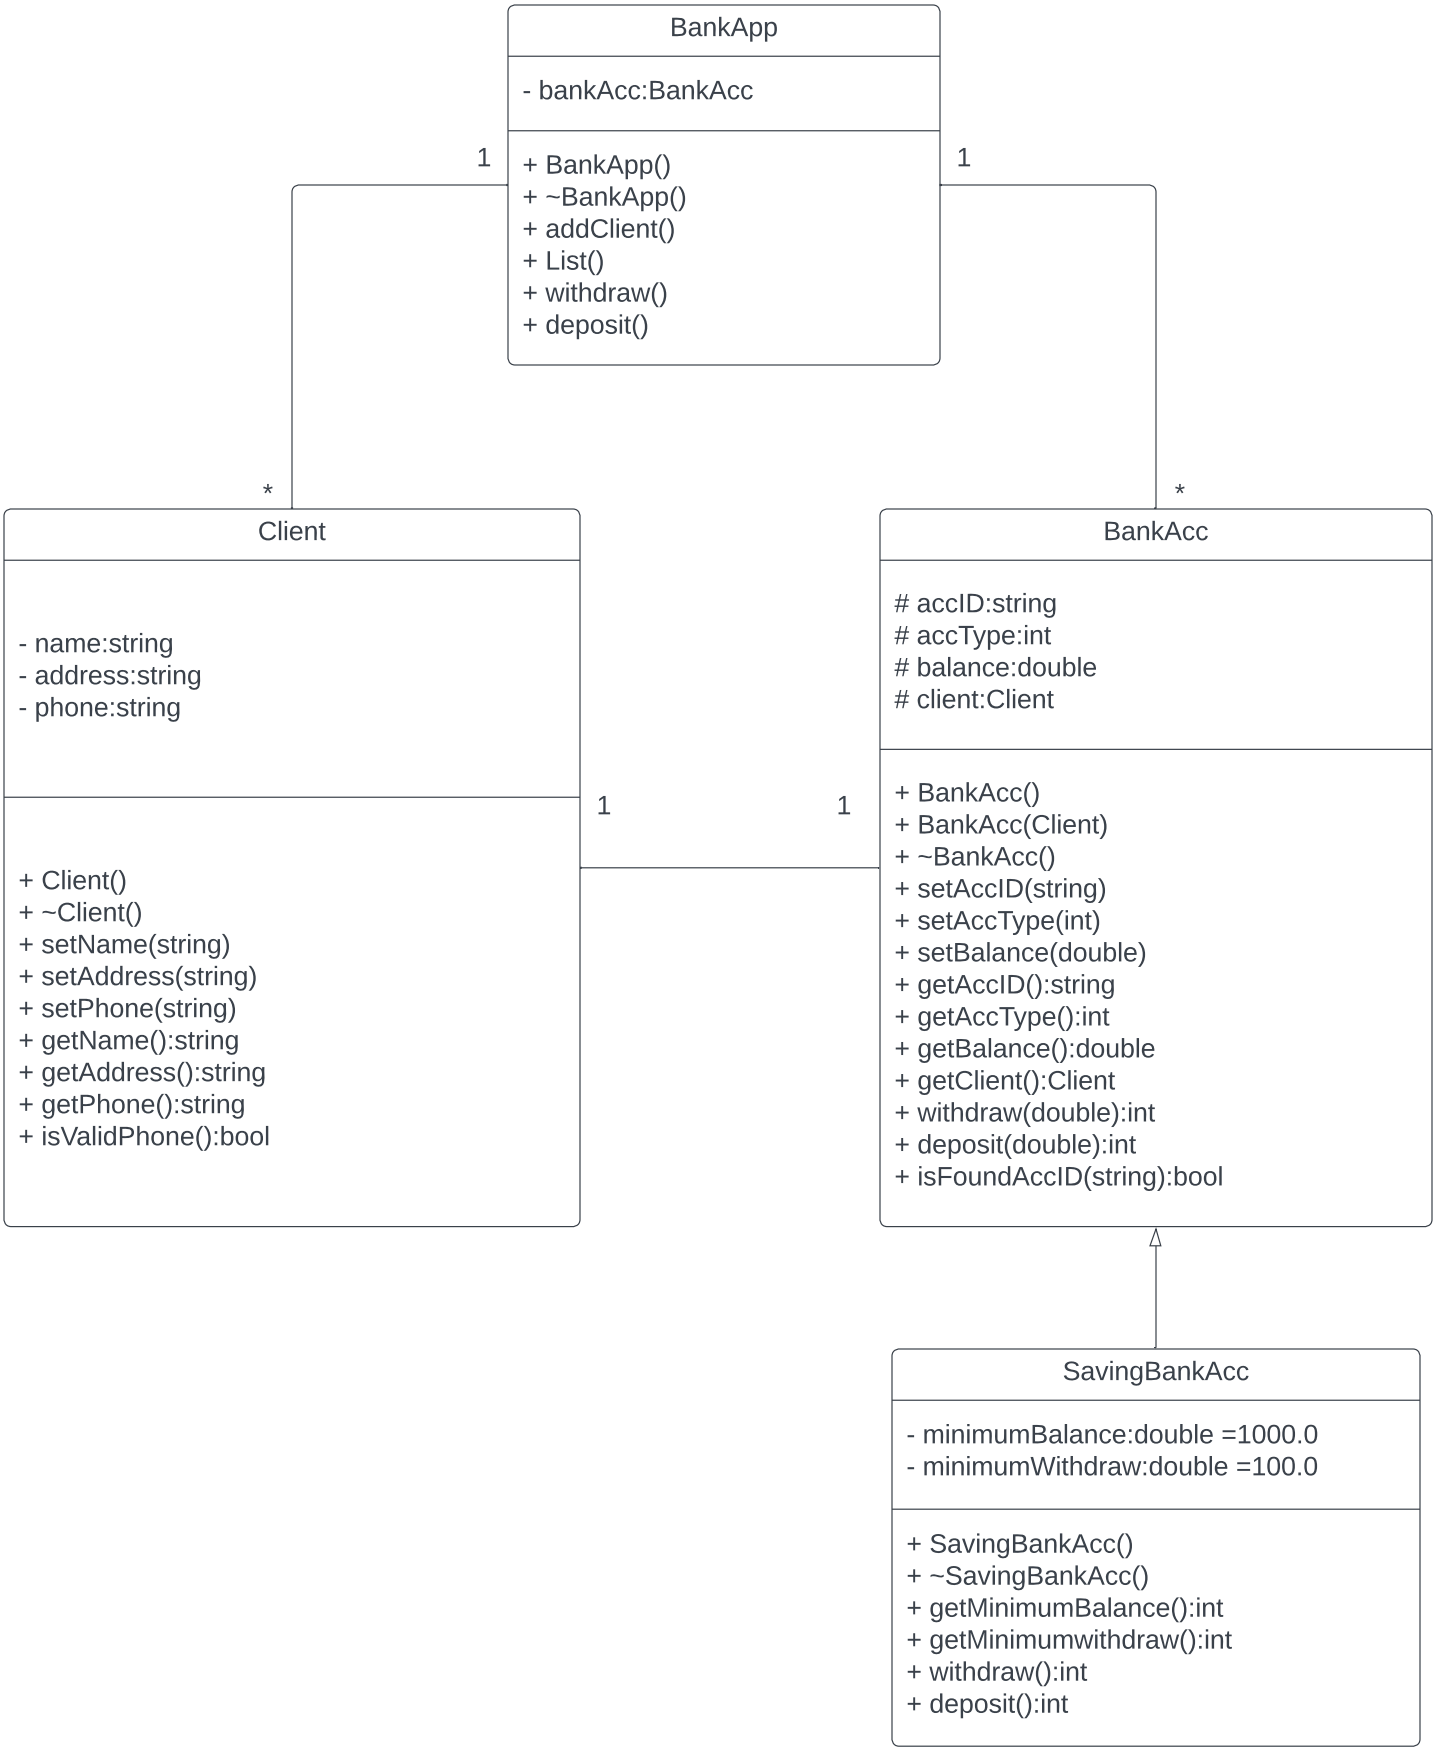 BankApp
- bankAcc:BankAcc
+ BankApp()
+ ~BankApp()
+ addClient()
+ List()
+ withdraw()
+ deposit()
1
1
*
*
Client
- name:string
- address:string
- phone:string
+ Client()
+ ~Client()
+ setName(string)
+ setAddress(string)
+ setPhone(string)
+ getName():string
+ getAddress():string
+ getPhone():string
+ isValidPhone():bool
1
1
BankAcc
# accID:string
# accType:int
# balance:double
# client:Client
+ BankAcc()
+ BankAcc(Client)
+ ~BankAcc()
+ setAccID(string)
+ setAccType(int)
+ setBalance(double)
+ getAccID():string
+ getAccType():int
+ getBalance():double
+ getClient():Client
+ withdraw(double):int
+ deposit(double):int
+ isFoundAccID(string):bool
SavingBankAcc
- minimumBalance:double =1000.0
- minimumWithdraw:double =100.0
+ SavingBankAcc()
+ ~SavingBankAcc()
+ getMinimumBalance():int
+ getMinimumwithdraw():int
+ withdraw():int
+ deposit():int